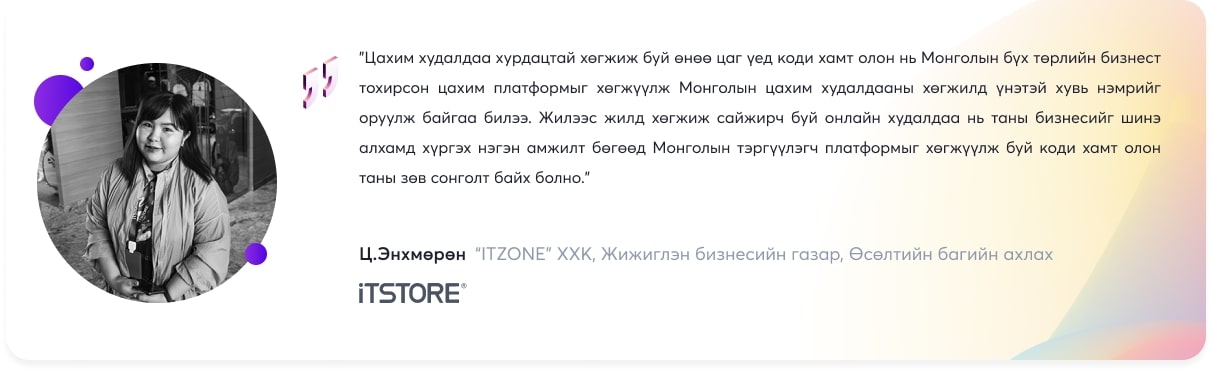 "Цахим худалдаа хурдацтай хөгжиж буй өнөө цаг үед коди хамт олон нь Монголын бүх төрлийн бизнест
тохирсон цахим платформыг хөгжүүлж Монголын цахим худалдааны хөгжилд үнэтэй хувь нэмрийг
оруулж байгаа билээ. Жилээс жилд хөгжиж сайжирч буй онлайн худалдаа нь таны бизнесийг шинэ
алхамд хүргэх нэгэн амжилт бөгөөд Монголын тэргүүлэгч платформыг хөгжүүлж буй коди хамт олон
таны зөв сонголт байх болно."
Ц.Энхмөрөн "ITZONE" ХХК, Жижиглэн бизнесийн газар, Өсөлтийн багийн ахлах
iTSTORE®